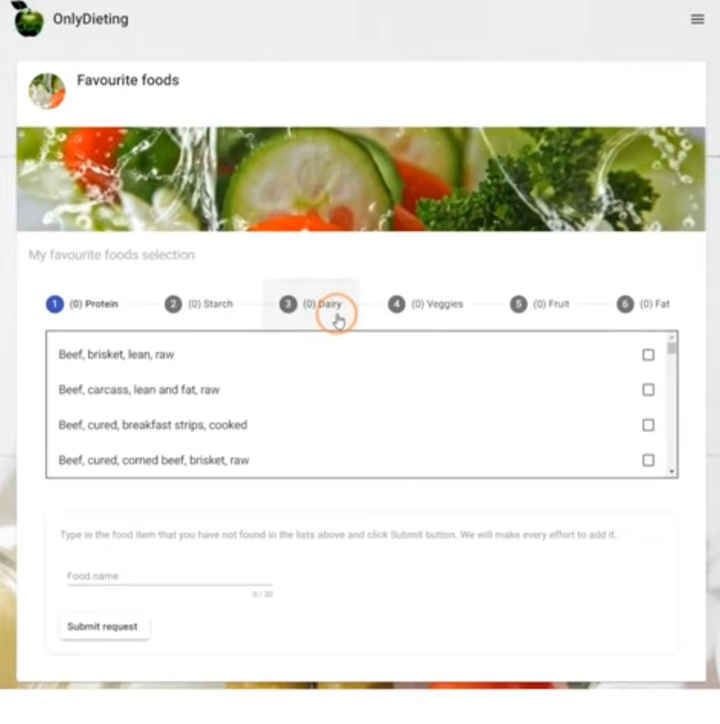 OnlyDieting
Favourite foods
My favourite foods selection
1 (0) Protein 2 (0) Starch 3 (0) Dairy 4 (0) Veggies 5 (0) Fruit 6 (0) Fat
Beef, brisket, lean, raw
Beef, carcass, lean and fat, raw
Beef, cured, breakfast strips, cooked
Beef, cured, corned beef, brisket, raw
Type in the food item that you have not found in the lists above and click Submit button. We will make every effort to add it.
Food name
0 / 30
Submit request